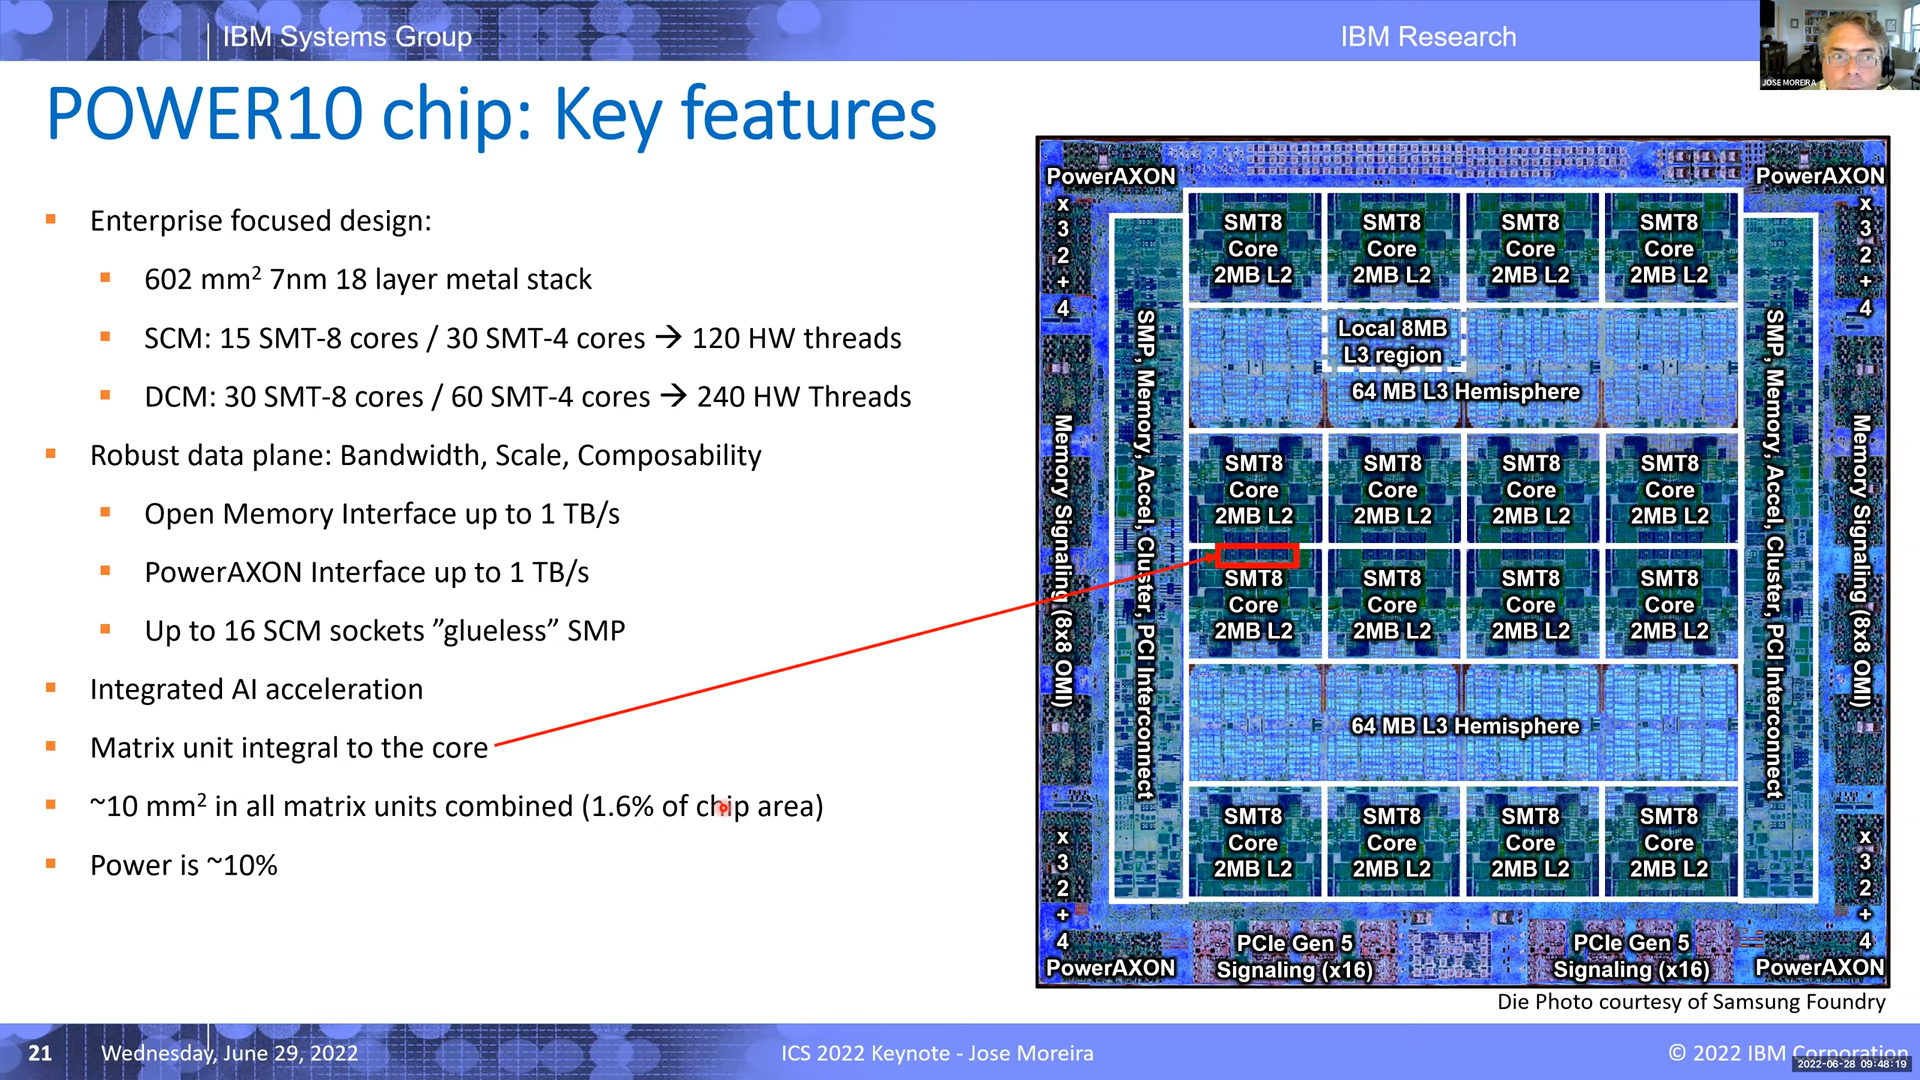 IBM Systems Group
IBM Research
JOSE MOREIRA
POWER10 chip: Key features
Enterprise focused design:
602 mm² 7nm 18 layer metal stack
SCM: 15 SMT-8 cores / 30 SMT-4 cores → 120 HW threads
DCM: 30 SMT-8 cores / 60 SMT-4 cores → 240 HW Threads
Robust data plane: Bandwidth, Scale, Composability
Open Memory Interface up to 1 TB/s
PowerAXON Interface up to 1 TB/s
Up to 16 SCM sockets ”glueless” SMP
Integrated AI acceleration
Matrix unit integral to the core
~10 mm² in all matrix units combined (1.6% of chip area)
Power is ~10%
PowerAXON
x
3
2
+
4
PowerAXON
x
3
2
+
4
SMT8
Core
2MB L2
SMT8
Core
2MB L2
SMT8
Core
2MB L2
SMT8
Core
2MB L2
Local 8MB
L3 region
64 MB L3 Hemisphere
Memory Signaling (8x8 OMI)
SMP, Memory, Accel, Cluster, PCI Interconnect
SMT8
Core
2MB L2
SMT8
Core
2MB L2
SMT8
Core
2MB L2
SMT8
Core
2MB L2
SMP, Memory, Accel, Cluster, PCI Interconnect
Memory Signaling (8x8 OMI)
SMT8
Core
2MB L2
SMT8
Core
2MB L2
SMT8
Core
2MB L2
SMT8
Core
2MB L2
64 MB L3 Hemisphere
SMT8
Core
2MB L2
SMT8
Core
2MB L2
SMT8
Core
2MB L2
SMT8
Core
2MB L2
x
3
2
+
4
PowerAXON
PCIe Gen 5
Signaling (x16)
PCIe Gen 5
Signaling (x16)
x
3
2
+
4
PowerAXON
Die Photo courtesy of Samsung Foundry
21
Wednesday, June 29, 2022
ICS 2022 Keynote - Jose Moreira
© 2022 IBM Corporation
2022-06-28 09:48:19